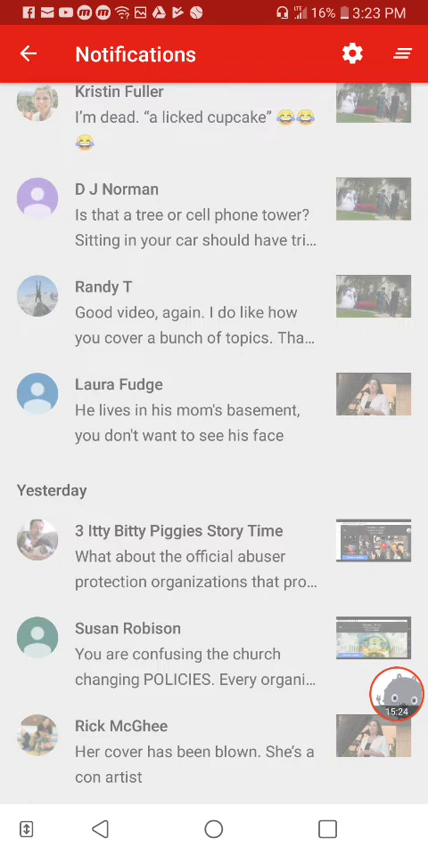 16% 3:23 PM
Notifications
Kristin Fuller
I'm dead. “a licked cupcake” 😂😂
😂
D J Norman
Is that a tree or cell phone tower?
Sitting in your car should have tri...
Randy T
Good video, again. I do like how
you cover a bunch of topics. Tha...
Laura Fudge
He lives in his mom's basement,
you don't want to see his face
Yesterday
3 Itty Bitty Piggies Story Time
What about the official abuser
protection organizations that pro...
Susan Robison
You are confusing the church
changing POLICIES. Every organi...
15:24
Rick McGhee
Her cover has been blown. She's a
con artist